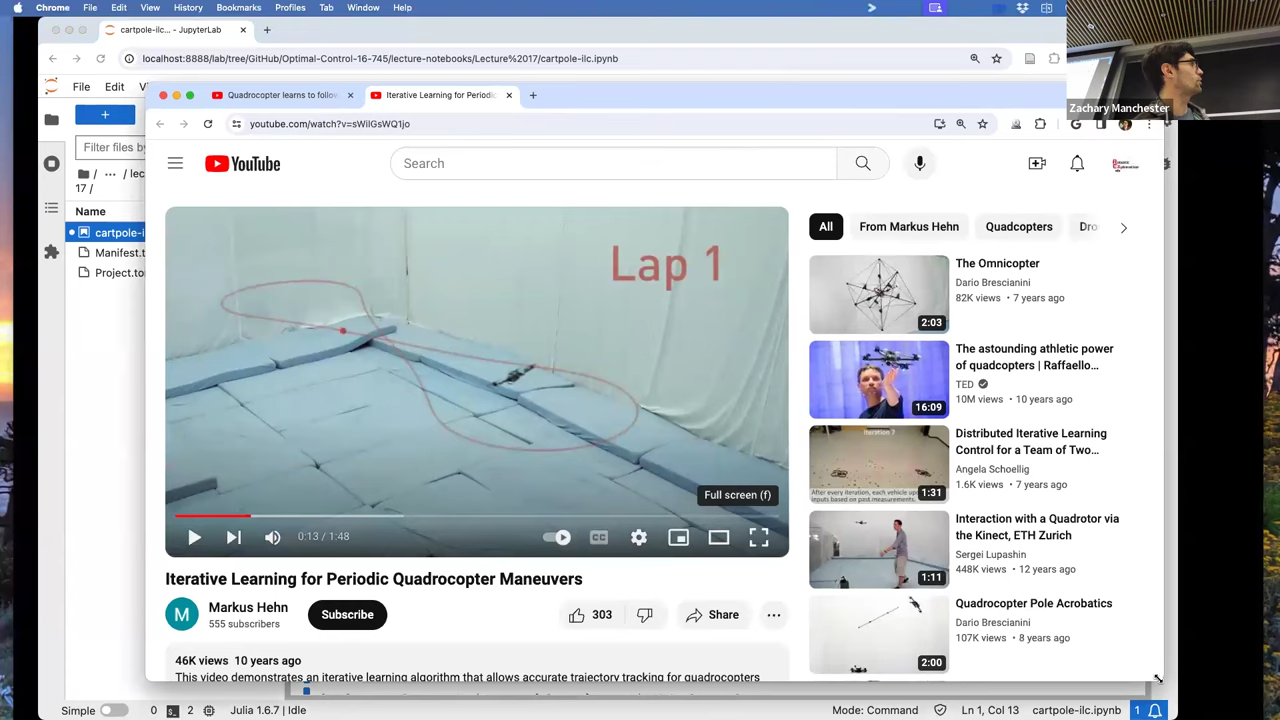 Chrome File Edit View History Bookmarks Profiles Tab Window Help
cartpole-ilc... - JupyterLab
localhost:8888/lab/tree/GitHub/Optimal-Control-16-745/lecture-notebooks/Lecture%2017/cartpole-ilc.ipynb
Zachary Manchester
File Edit
Quadrocopter learns to follow
Iterative Learning for Periodic
youtube.com/watch?v=sWilGsVQ1jo
Filter files by
/ ... / lec
17 /
Name
cartpole-i
Manifest.t
Project.to
YouTube
Search
Lap 1
Full screen (f)
0:13 / 1:48
CC
Iterative Learning for Periodic Quadrocopter Maneuvers
M
Markus Hehn
555 subscribers
Subscribe
303
Share
46K views 10 years ago
This video demonstrates an iterative learning algorithm that allows accurate trajectory tracking for quadrocopters
All
From Markus Hehn
Quadcopters
Dro
The Omnicopter
Dario Brescianini
82K views • 7 years ago
2:03
The astounding athletic power
of quadcopters | Raffaello...
TED
10M views • 10 years ago
16:09
Distributed Iterative Learning
Control for a Team of Two...
Angela Schoellig
1.6K views • 7 years ago
1:31
Interaction with a Quadrotor via
the Kinect, ETH Zurich
Sergei Lupashin
448K views • 12 years ago
1:11
Quadrocopter Pole Acrobatics
Dario Brescianini
107K views • 8 years ago
2:00
Simple 0 2 Julia 1.6.7 | Idle Mode: Command Ln 1, Col 13 cartpole-ilc.ipynb 1